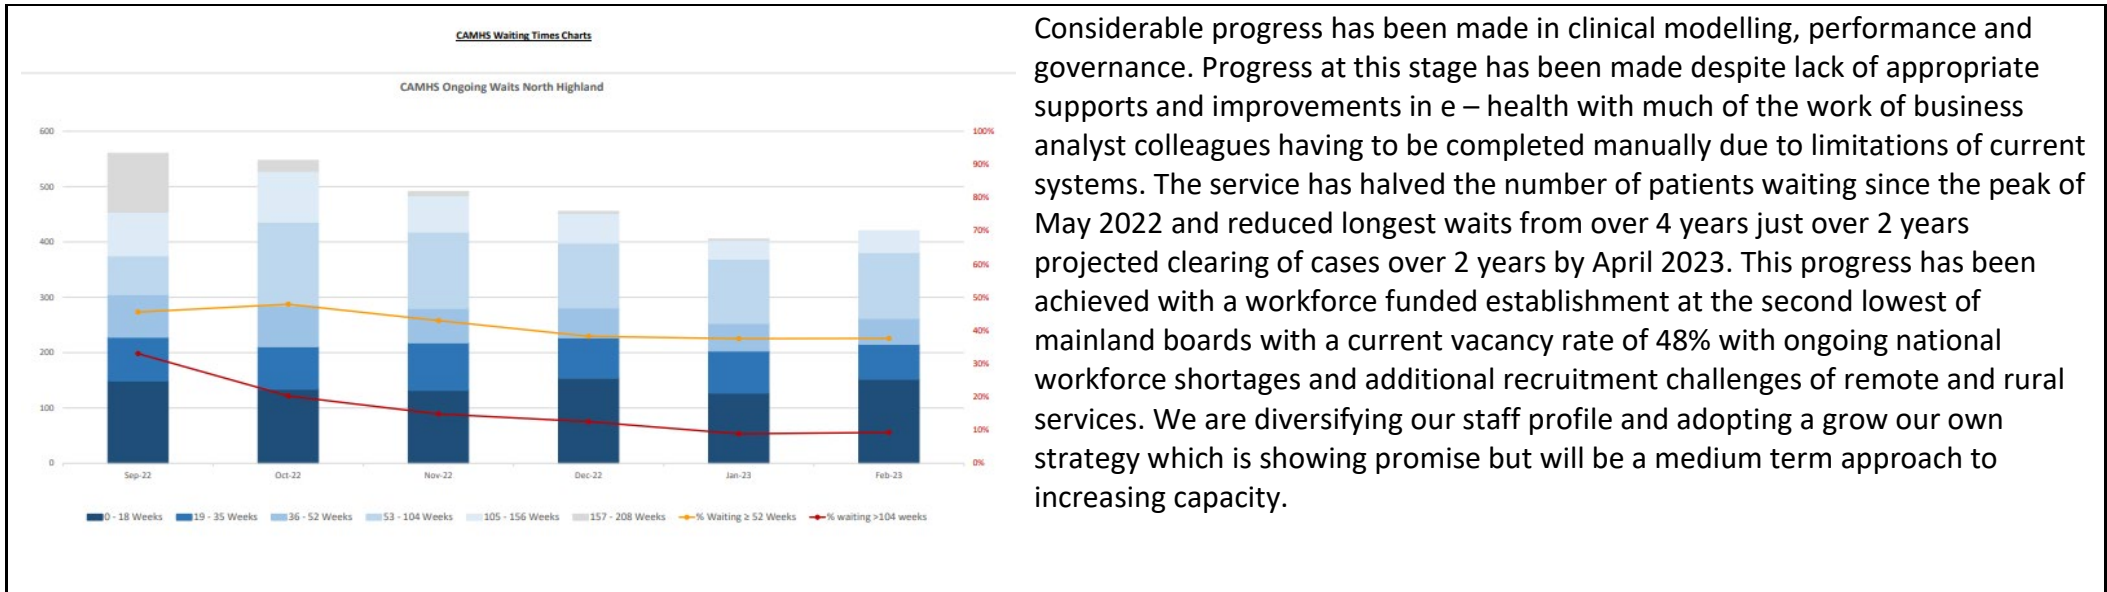 CAMHS Waiting Times Charts
CAMHS Ongoing Waits North Highland
600
500
400
300
200
100
0
100%
90%
80%
70%
60%
50%
40%
30%
20%
10%
0%
Sep-22 Oct-22 Nov-22 Dec-22 Jan-23 Feb-23
0 - 18 Weeks 19 - 35 Weeks 36 - 52 Weeks 53 - 104 Weeks 105 - 156 Weeks 157 - 208 Weeks % Waiting ≥ 52 Weeks % waiting >104 weeks
Considerable progress has been made in clinical modelling, performance and
governance. Progress at this stage has been made despite lack of appropriate
supports and improvements in e – health with much of the work of business
analyst colleagues having to be completed manually due to limitations of current
systems. The service has halved the number of patients waiting since the peak of
May 2022 and reduced longest waits from over 4 years just over 2 years
projected clearing of cases over 2 years by April 2023. This progress has been
achieved with a workforce funded establishment at the second lowest of
mainland boards with a current vacancy rate of 48% with ongoing national
workforce shortages and additional recruitment challenges of remote and rural
services. We are diversifying our staff profile and adopting a grow our own
strategy which is showing promise but will be a medium term approach to
increasing capacity.